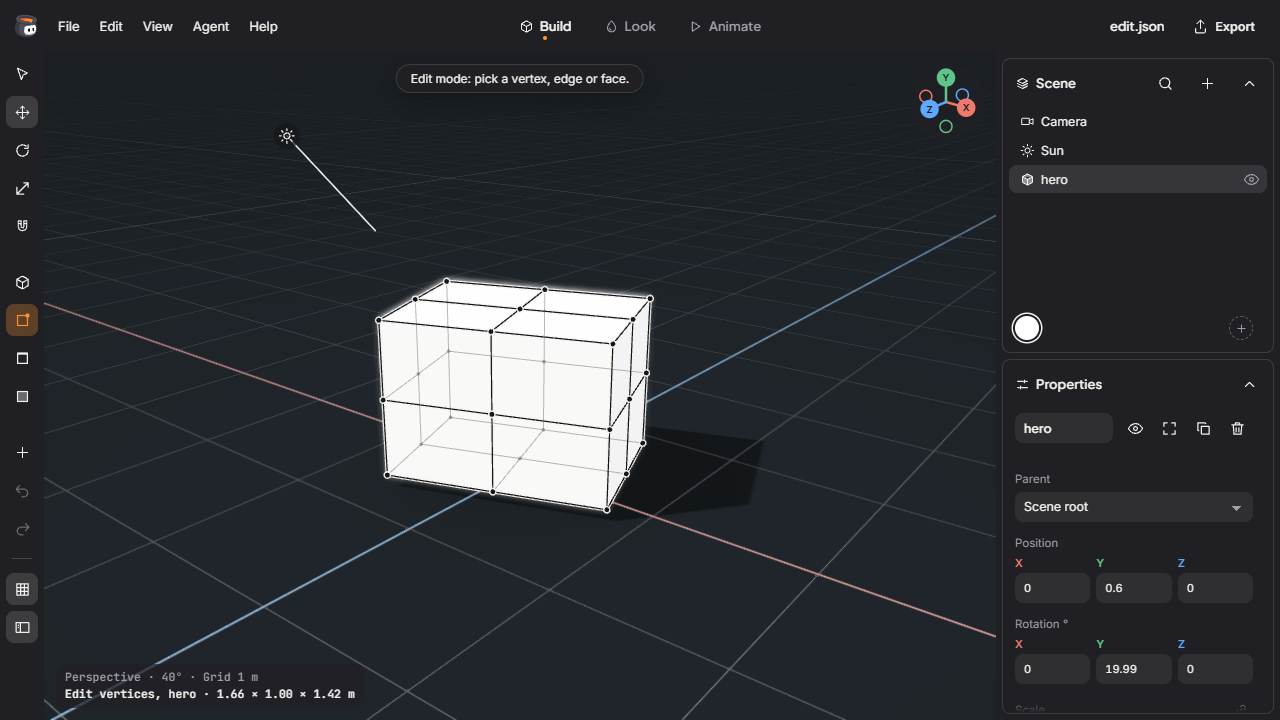 File Edit View Agent Help
Build Look Animate
edit.json Export
Edit mode: pick a vertex, edge or face.
Y
Z X
Scene
Camera
Sun
hero
Properties
hero
Parent
Scene root
Position
X Y Z
0 0.6 0
Rotation °
X Y Z
0 19.99 0
Scale
Perspective · 40° · Grid 1 m
Edit vertices, hero · 1.66 × 1.00 × 1.42 m